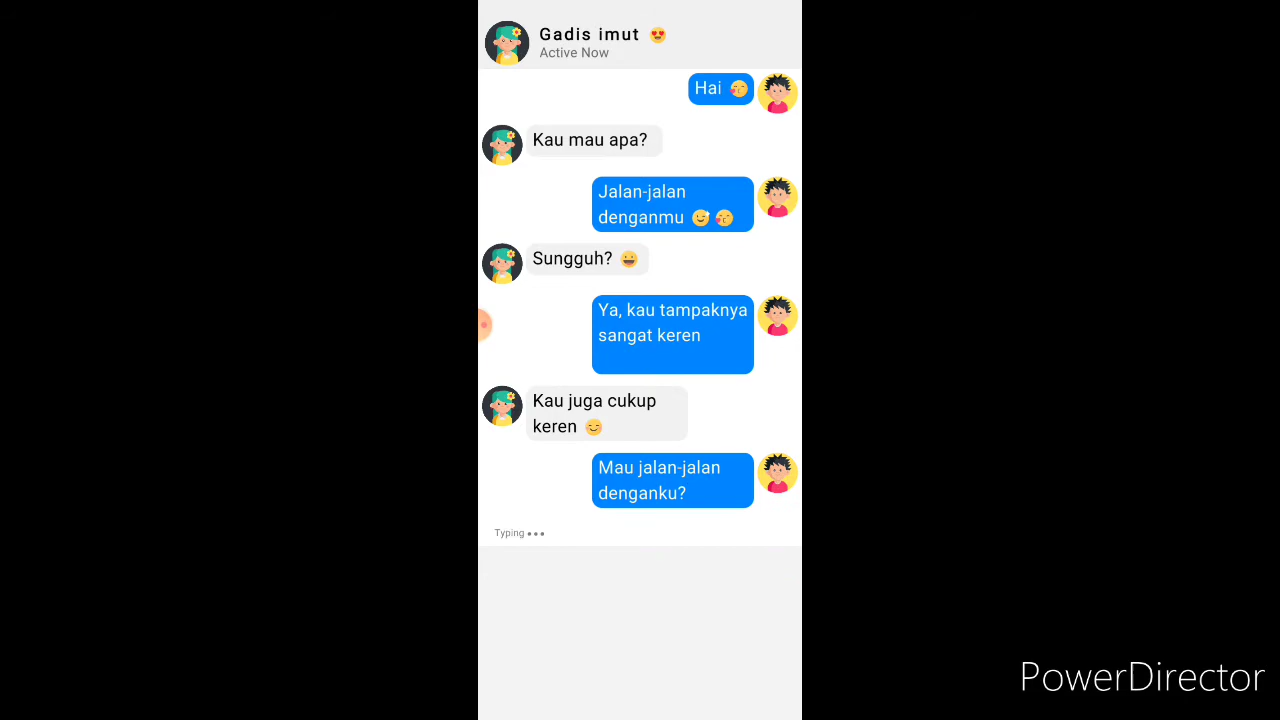 Gadis imut 😍
Active Now
Hai 😚
Kau mau apa?
Jalan-jalan
denganmu 😅 😚
Sungguh? 😀
Ya, kau tampaknya
sangat keren
Kau juga cukup
keren 😊
Mau jalan-jalan
denganku?
Typing •••
PowerDirector